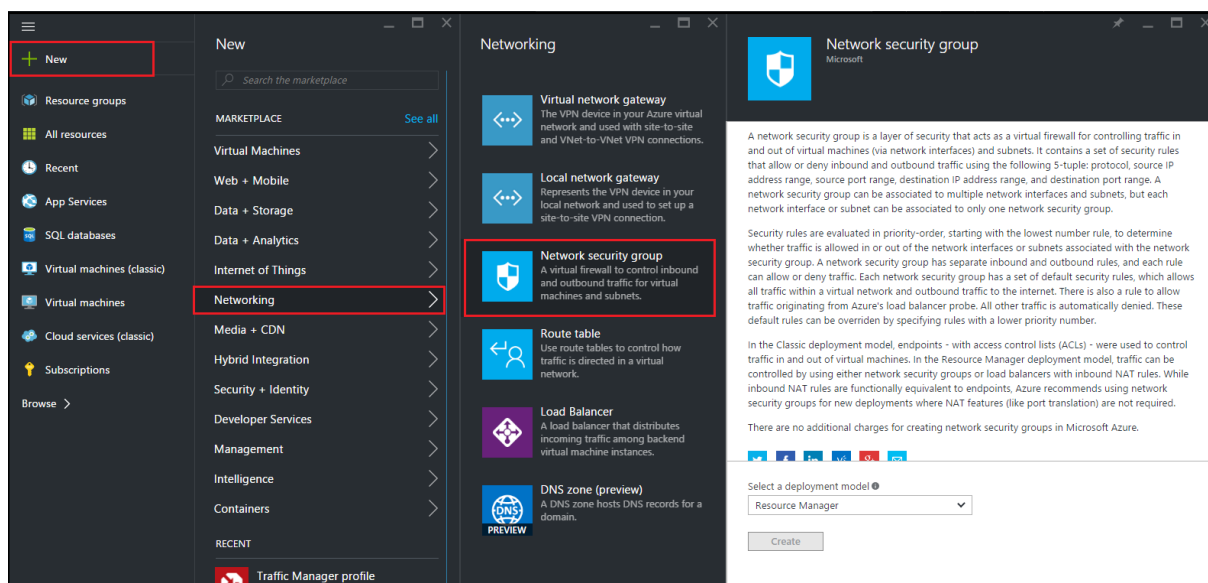 New
Resource groups
All resources
Recent
App Services
SQL databases
Virtual machines (classic)
Virtual machines
Cloud services (classic)
Subscriptions
Browse >
New
Search the marketplace
MARKETPLACE See all
Virtual Machines
Web + Mobile
Data + Storage
Data + Analytics
Internet of Things
Networking
Media + CDN
Hybrid Integration
Security + Identity
Developer Services
Management
Intelligence
Containers
RECENT
Traffic Manager profile
Networking
Virtual network gateway
The VPN device in your Azure virtual
network and used with site-to-site
and VNet-to-VNet VPN connections.
Local network gateway
Represents the VPN device in your
local network and used to set up a
site-to-site VPN connection.
Network security group
A virtual firewall to control inbound
and outbound traffic for virtual
machines and subnets.
Route table
Use route tables to control how
traffic is directed in a virtual
network.
Load Balancer
A load balancer that distributes
incoming traffic among backend
virtual machine instances.
DNS zone (preview)
A DNS zone hosts DNS records for a
domain.
DNS
PREVIEW
Network security group
Microsoft
A network security group is a layer of security that acts as a virtual firewall for controlling traffic in
and out of virtual machines (via network interfaces) and subnets. It contains a set of security rules
that allow or deny inbound and outbound traffic using the following 5-tuple: protocol, source IP
address range, source port range, destination IP address range, and destination port range. A
network security group can be associated to multiple network interfaces and subnets, but each
network interface or subnet can be associated to only one network security group.
Security rules are evaluated in priority-order, starting with the lowest number rule, to determine
whether traffic is allowed in or out of the network interfaces or subnets associated with the network
security group. A network security group has separate inbound and outbound rules, and each rule
can allow or deny traffic. Each network security group has a set of default security rules, which allows
all traffic within a virtual network and outbound traffic to the internet. There is also a rule to allow
traffic originating from Azure's load balancer probe. All other traffic is automatically denied. These
default rules can be overriden by specifying rules with a lower priority number.
In the Classic deployment model, endpoints - with access control lists (ACLs) - were used to control
traffic in and out of virtual machines. In the Resource Manager deployment model, traffic can be
controlled by using either network security groups or load balancers with inbound NAT rules. While
inbound NAT rules are functionally equivalent to endpoints, Azure recommends using network
security groups for new deployments where NAT features (like port translation) are not required.
There are no additional charges for creating network security groups in Microsoft Azure.
Select a deployment model
Resource Manager
Create